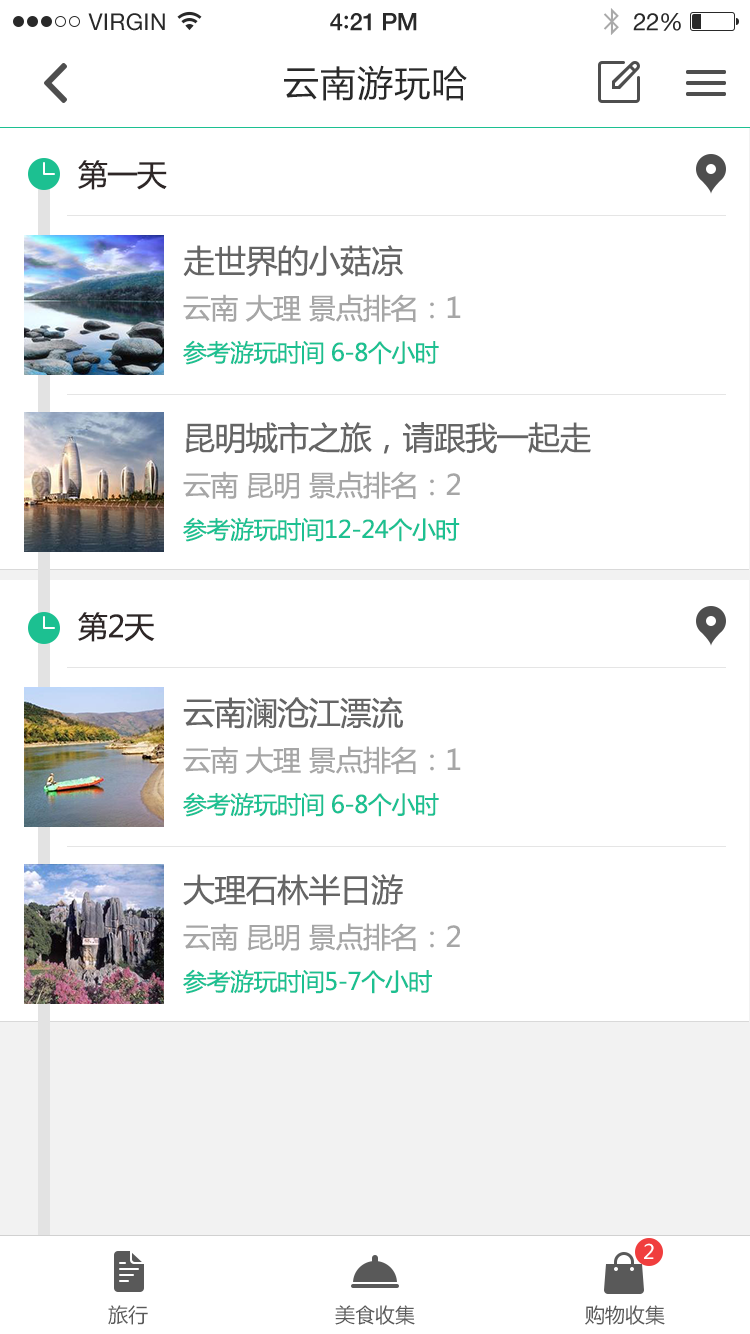 VIRGIN 4:21 PM 22%
云南游玩哈
第一天
走世界的小菇凉
云南 大理 景点排名：1
参考游玩时间 6-8个小时
昆明城市之旅，请跟我一起走
云南 昆明 景点排名：2
参考游玩时间12-24个小时
第2天
云南澜沧江漂流
云南 大理 景点排名：1
参考游玩时间 6-8个小时
大理石林半日游
云南 昆明 景点排名：2
参考游玩时间5-7个小时
2
旅行 美食收集 购物收集